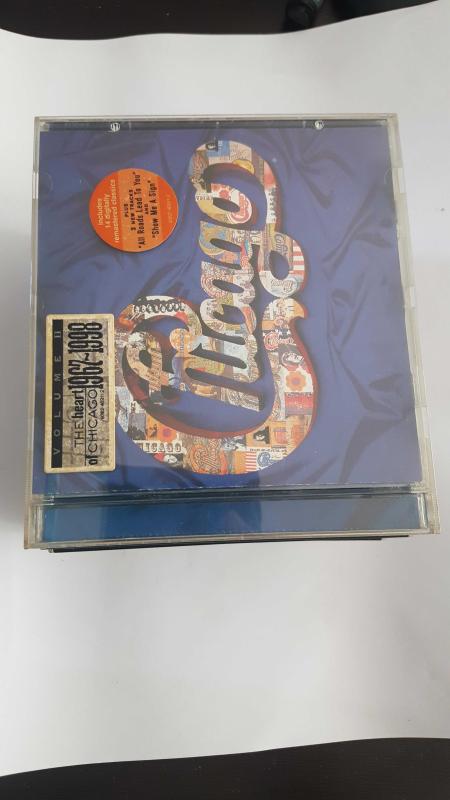 Chicago
includes
14 digitally
remastered classics
PLUS
2 NEW TRACKS
"All Roads Lead To You"
AND
"Show Me A Sign"
VOLUME II
THE heart 1967-1998
of CHICAGO